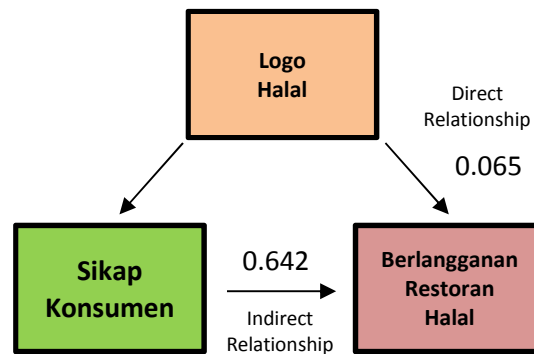 Logo
Halal
Direct
Relationship
0.065
Sikap
Konsumen
0.642
Indirect
Relationship
Berlangganan
Restoran
Halal